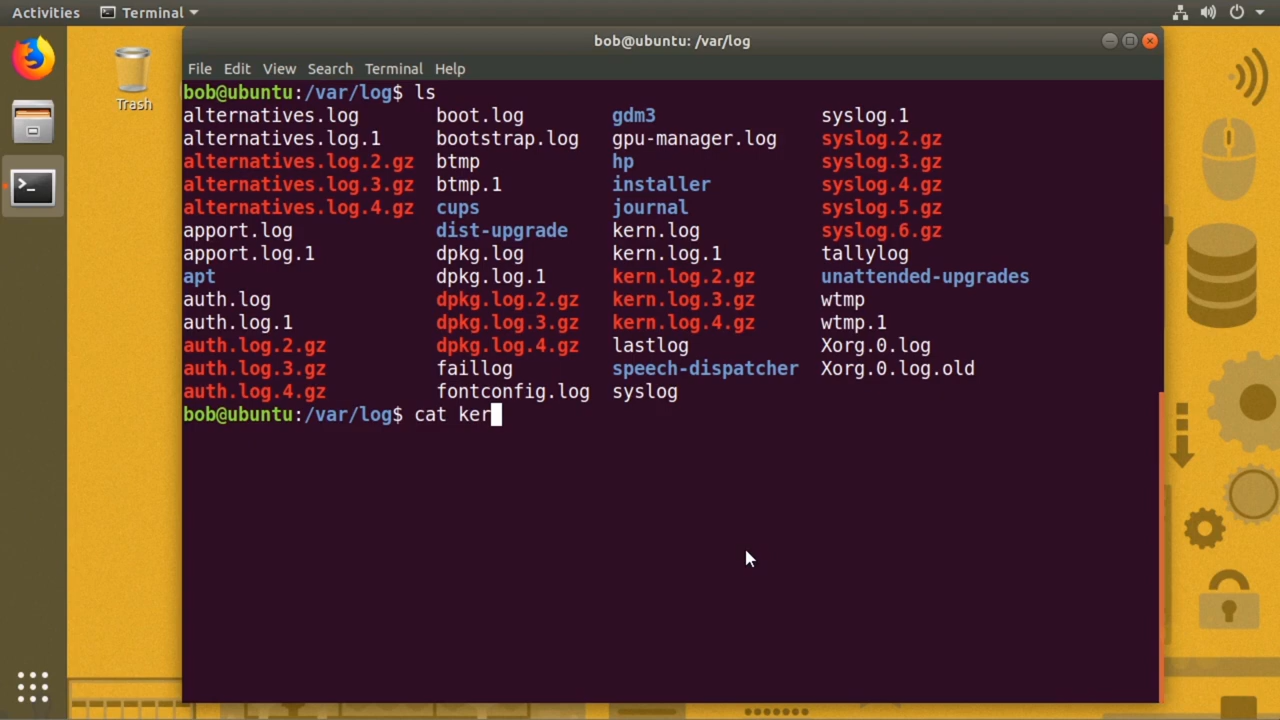 Activities Terminal
bob@ubuntu: /var/log
Trash
File Edit View Search Terminal Help
bob@ubuntu:/var/log$ ls
alternatives.log boot.log gdm3 syslog.1
alternatives.log.1 bootstrap.log gpu-manager.log syslog.2.gz
alternatives.log.2.gz btmp hp syslog.3.gz
alternatives.log.3.gz btmp.1 installer syslog.4.gz
alternatives.log.4.gz cups journal syslog.5.gz
apport.log dist-upgrade kern.log syslog.6.gz
apport.log.1 dpkg.log kern.log.1 tallylog
apt dpkg.log.1 kern.log.2.gz unattended-upgrades
auth.log dpkg.log.2.gz kern.log.3.gz wtmp
auth.log.1 dpkg.log.3.gz kern.log.4.gz wtmp.1
auth.log.2.gz dpkg.log.4.gz lastlog Xorg.0.log
auth.log.3.gz faillog speech-dispatcher Xorg.0.log.old
auth.log.4.gz fontconfig.log syslog
bob@ubuntu:/var/log$ cat ker